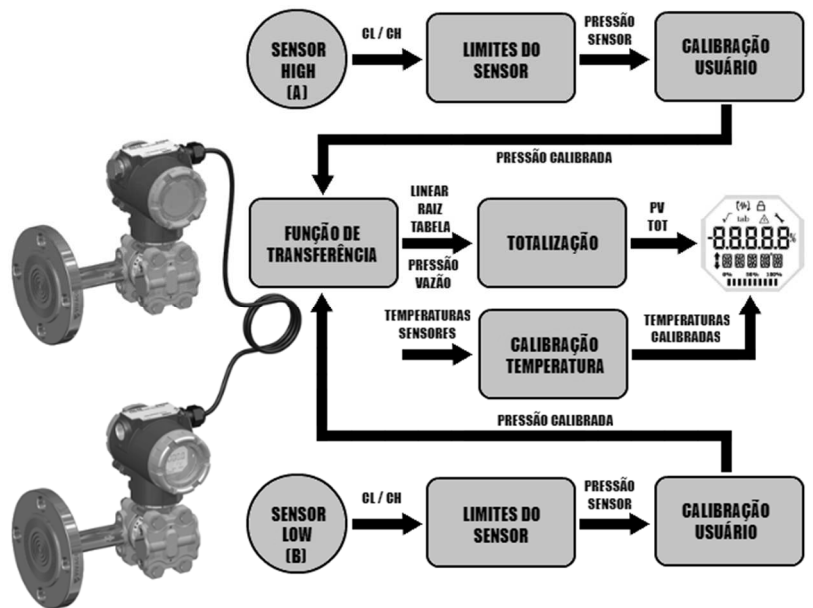 SENSOR
HIGH
(A)
CL / CH
LIMITES DO
SENSOR
PRESSÃO
SENSOR
CALIBRAÇÃO
USUÁRIO
PRESSÃO CALIBRADA
FUNÇÃO DE
TRANSFERÊNCIA
LINEAR
RAIZ
TABELA
PRESSÃO
VAZÃO
TOTALIZAÇÃO
PV
TOT
√ tab
-8.8.8.8.8%
0% 50% 100%
TEMPERATURAS
SENSORES
CALIBRAÇÃO
TEMPERATURA
TEMPERATURAS
CALIBRADAS
PRESSÃO CALIBRADA
SENSOR
LOW
(B)
CL / CH
LIMITES DO
SENSOR
PRESSÃO
SENSOR
CALIBRAÇÃO
USUÁRIO